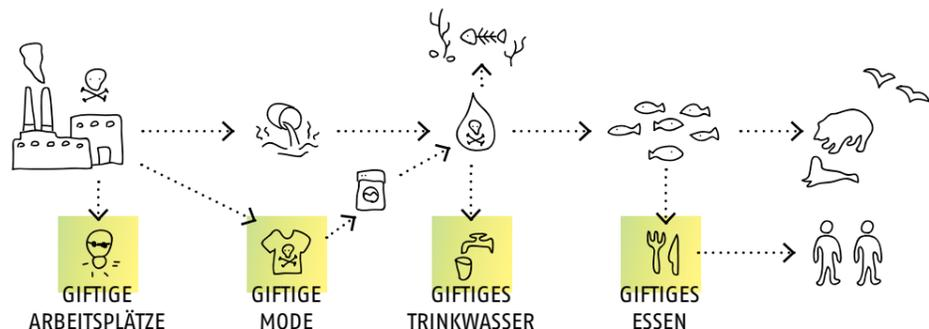 GIFTIGE
ARBEITSPLÄTZE
GIFTIGE
MODE
GIFTIGES
TRINKWASSER
GIFTIGES
ESSEN